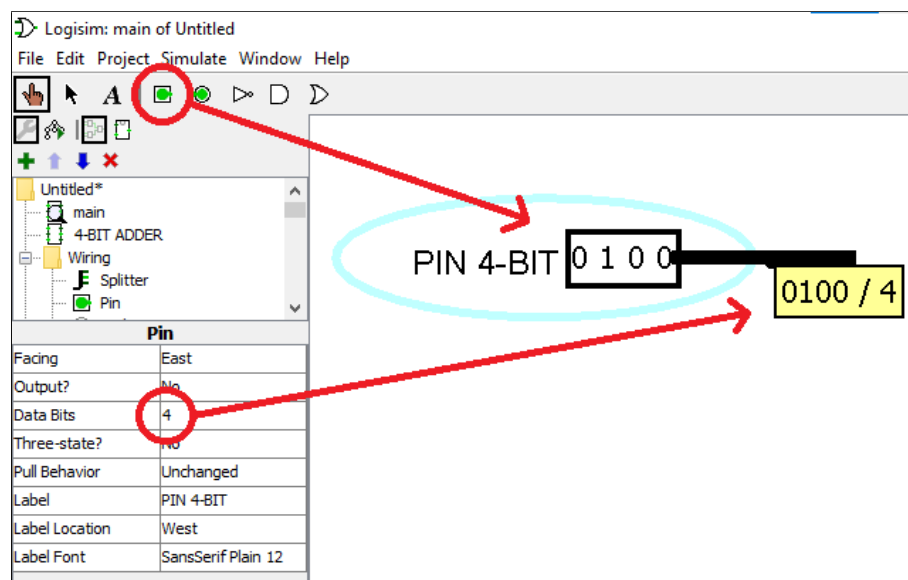 Logisim: main of Untitled
File Edit Project Simulate Window Help
A
Untitled*
main
4-BIT ADDER
Wiring
Splitter
Pin
Pin
Facing East
Output? No
Data Bits 4
Three-state? No
Pull Behavior Unchanged
Label PIN 4-BIT
Label Location West
Label Font SansSerif Plain 12
PIN 4-BIT 0 1 0 0
0100 / 4